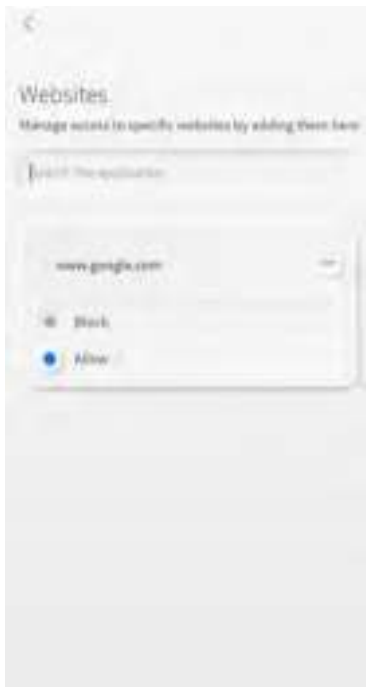 Websites
Manage access to specific websites by adding them here
Search the application
www.google.com
Block
Allow